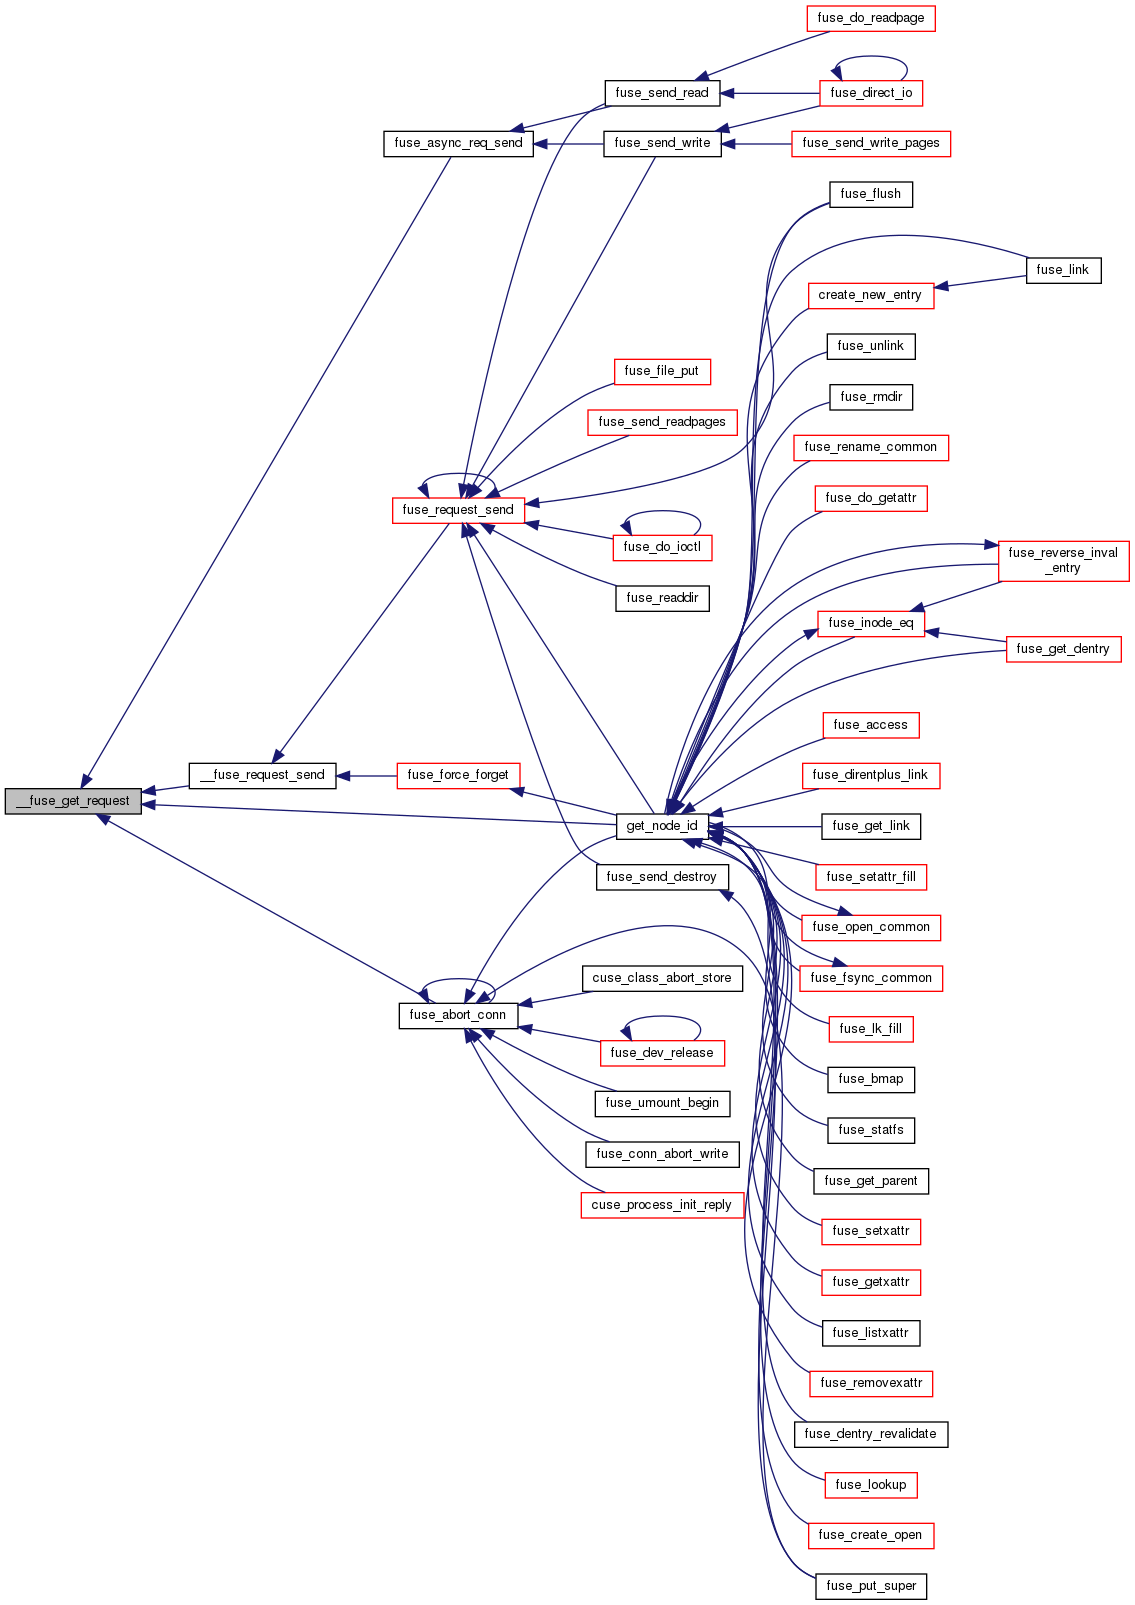 fuse_do_readpage
fuse_send_read
fuse_direct_io
fuse_async_req_send
fuse_send_write
fuse_send_write_pages
fuse_flush
fuse_link
create_new_entry
fuse_unlink
fuse_file_put
fuse_rmdir
fuse_send_readpages
fuse_rename_common
fuse_do_getattr
fuse_request_send
fuse_do_ioctl
fuse_reverse_inval
_entry
fuse_readdir
fuse_inode_eq
fuse_get_dentry
fuse_access
__fuse_request_send
fuse_force_forget
fuse_direntplus_link
__fuse_get_request
get_node_id
fuse_get_link
fuse_send_destroy
fuse_setattr_fill
fuse_open_common
cuse_class_abort_store
fuse_fsync_common
fuse_abort_conn
fuse_lk_fill
fuse_dev_release
fuse_bmap
fuse_umount_begin
fuse_statfs
fuse_conn_abort_write
fuse_get_parent
cuse_process_init_reply
fuse_setxattr
fuse_getxattr
fuse_listxattr
fuse_removexattr
fuse_dentry_revalidate
fuse_lookup
fuse_create_open
fuse_put_super